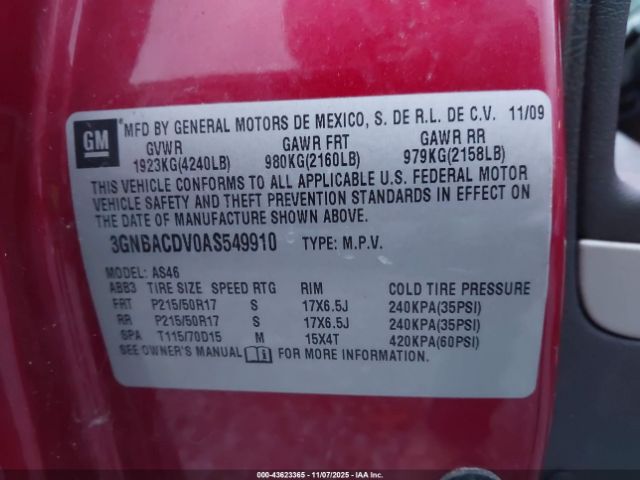 GM
MFD BY GENERAL MOTORS DE MEXICO, S. DE R.L. DE C.V. 11/09
GVWR GAWR FRT GAWR RR
1923KG(4240LB) 980KG(2160LB) 979KG(2158LB)
THIS VEHICLE CONFORMS TO ALL APPLICABLE U.S. FEDERAL MOTOR
VEHICLE SAFETY AND THEFT PREVENTION STANDARDS IN EFFECT ON
THE DATE OF MANUFACTURE SHOWN ABOVE.
3GNBACDV0AS549910 TYPE: M.P.V.
MODEL: AS46
ABB3 TIRE SIZE SPEED RTG RIM COLD TIRE PRESSURE
FRT P215/50R17 S 17X6.5J 240KPA(35PSI)
RR P215/50R17 S 17X6.5J 240KPA(35PSI)
SPA T115/70D15 M 15X4T 420KPA(60PSI)
SEE OWNER'S MANUAL FOR MORE INFORMATION.
000-43623365 - 11/07/2025 - IAA Inc.